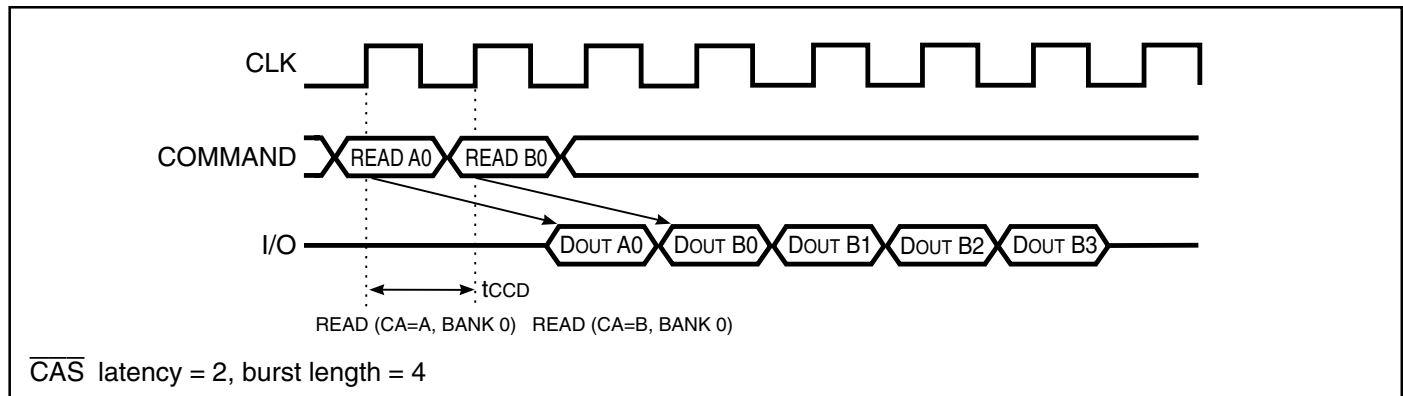 CLK
COMMAND
READ A0 READ B0
I/O
DOUT A0 DOUT B0 DOUT B1 DOUT B2 DOUT B3
tCCD
READ (CA=A, BANK 0) READ (CA=B, BANK 0)
C̅A̅S̅ latency = 2, burst length = 4